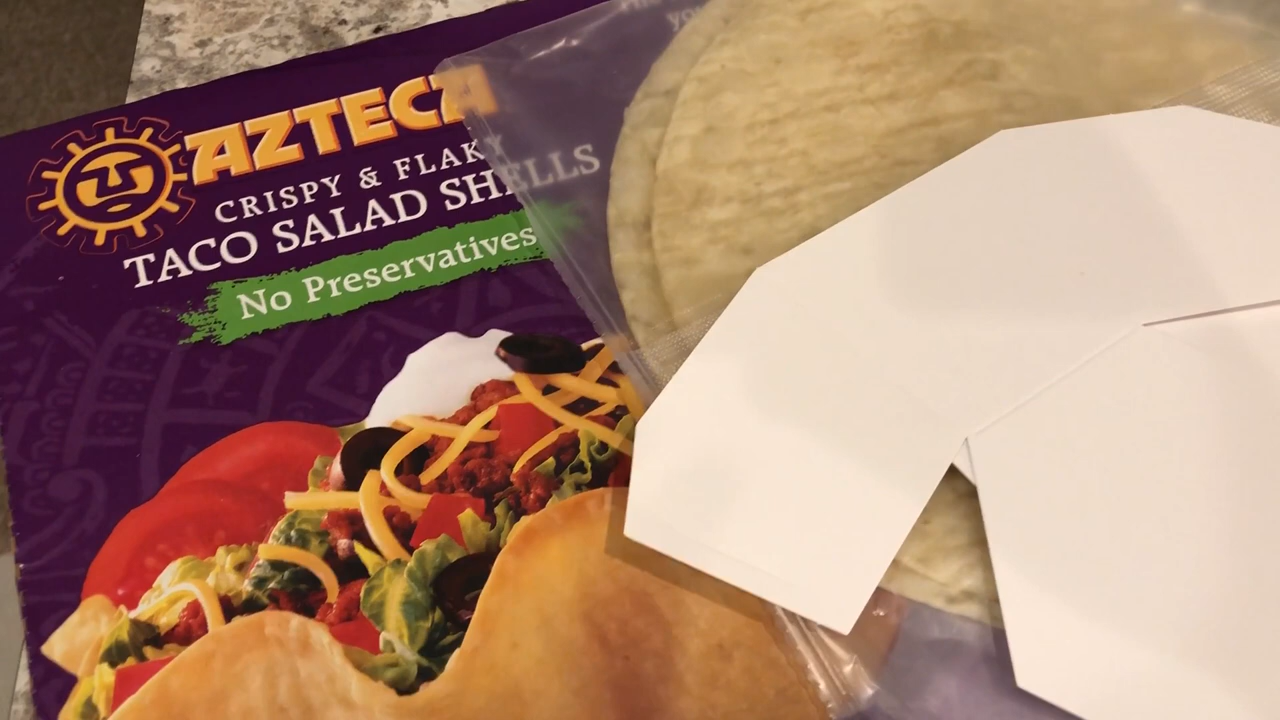 AZTECA
CRISPY & FLAKY
TACO SALAD SHELLS
No Preservatives